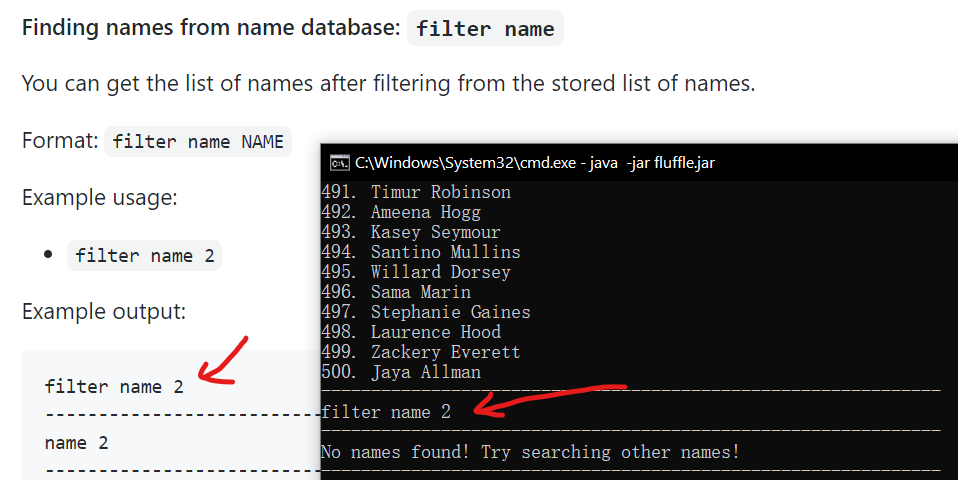 Finding names from name database: filter name
You can get the list of names after filtering from the stored list of names.
Format: filter name NAME
Example usage:
• filter name 2
Example output:
filter name 2
------------------------
name 2
------------------------
C:\Windows\System32\cmd.exe - java  -jar fluffle.jar
491. Timur Robinson
492. Ameena Hogg
493. Kasey Seymour
494. Santino Mullins
495. Willard Dorsey
496. Sama Marin
497. Stephanie Gaines
498. Laurence Hood
499. Zackery Everett
500. Jaya Allman
--------------------------------------------------------------
filter name 2
--------------------------------------------------------------
No names found! Try searching other names!
--------------------------------------------------------------